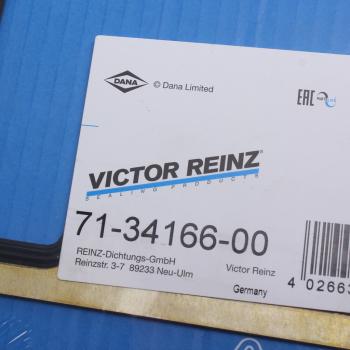 DANA
© Dana Limited
EAC
VICTOR REINZ®
SEALING PRODUCTS
71-34166-00
REINZ-Dichtungs-GmbH
Reinzstr. 3-7 89233 Neu-Ulm
Victor Reinz
Germany
4 02663